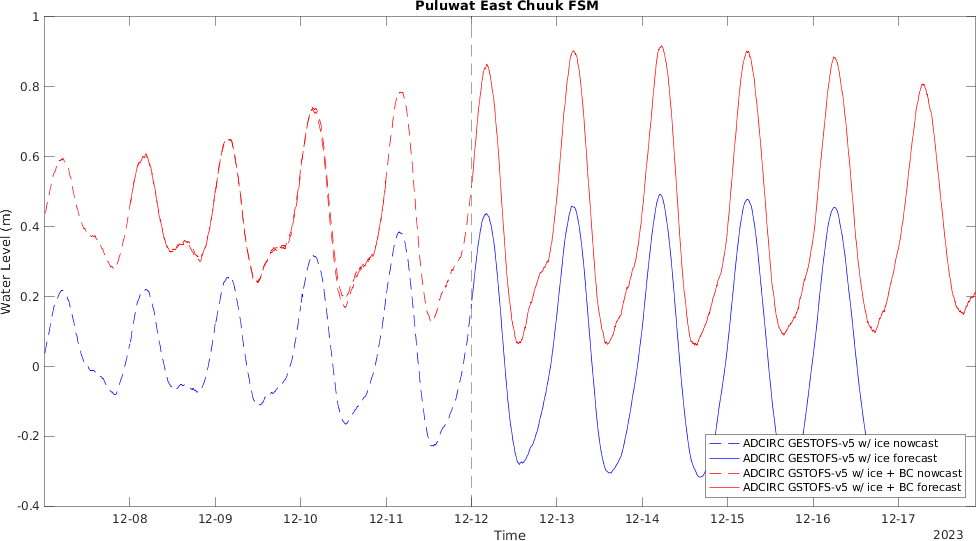 Puluwat East Chuuk FSM
1
0.8
0.6
0.4
0.2
0
-0.2
-0.4
Water Level (m)
ADCIRC GESTOFS-v5 w/ ice nowcast
ADCIRC GESTOFS-v5 w/ ice forecast
ADCIRC GSTOFS-v5 w/ ice + BC nowcast
ADCIRC GSTOFS-v5 w/ ice + BC forecast
12-08 12-09 12-10 12-11 12-12 12-13 12-14 12-15 12-16 12-17
Time
2023